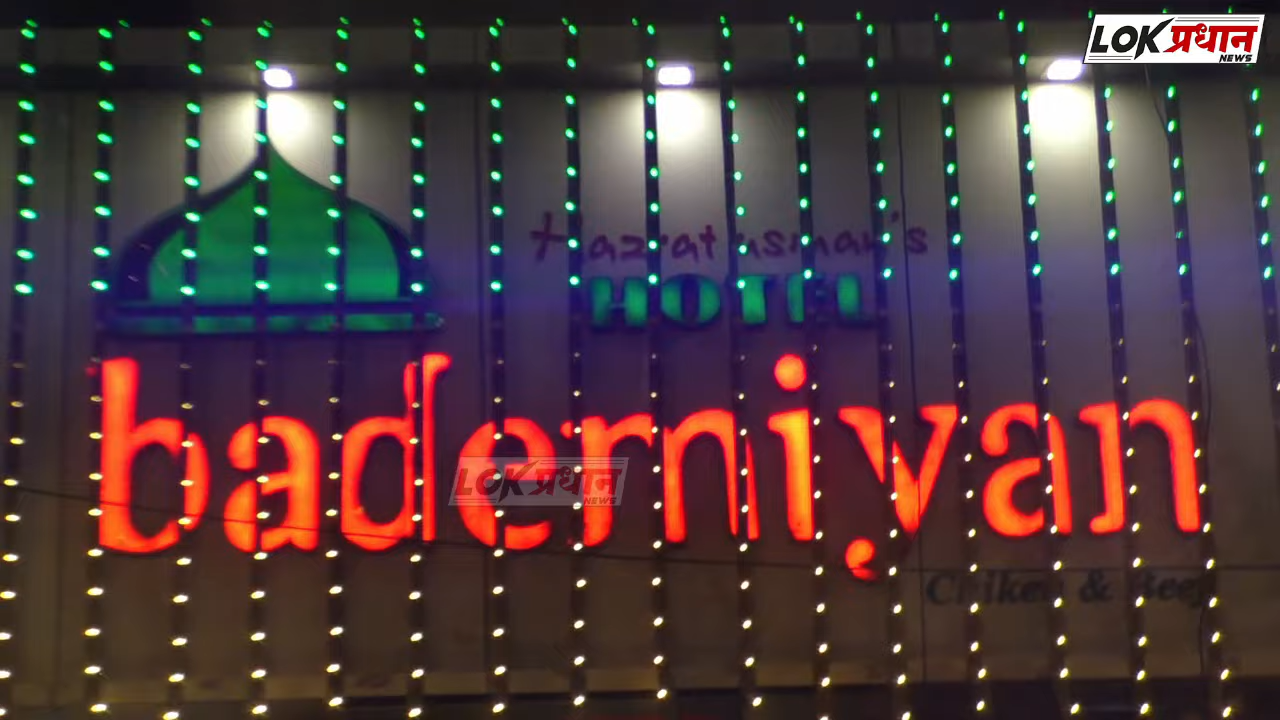 LOK प्रधान
NEWS
Hazrat usman's
HOTEL
baderniyan
LOK प्रधान
NEWS
Chiken & Beef